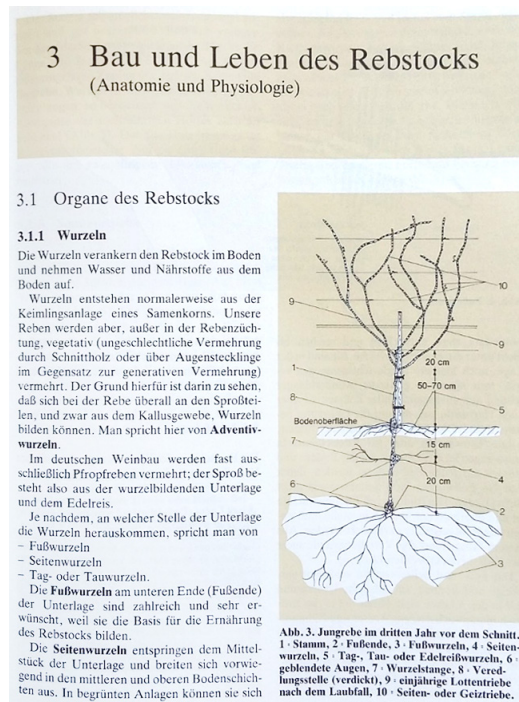 3 Bau und Leben des Rebstocks
(Anatomie und Physiologie)
3.1 Organe des Rebstocks
3.1.1 Wurzeln
Die Wurzeln verankern den Rebstock im Boden
und nehmen Wasser und Nährstoffe aus dem
Boden auf.
Wurzeln entstehen normalerweise aus der
Keimlingsanlage eines Samenkorns. Unsere
Reben werden aber, außer in der Rebenzüch-
tung, vegetativ (ungeschlechtliche Vermehrung
durch Schnittholz oder über Augenstecklinge
im Gegensatz zur generativen Vermehrung)
vermehrt. Der Grund hierfür ist darin zu sehen,
daß sich bei der Rebe überall an den Sproßtei-
len, und zwar aus dem Kallusgewebe, Wurzeln
bilden können. Man spricht hier von Adventiv-
wurzeln.
Im deutschen Weinbau werden fast aus-
schließlich Pfropfreben vermehrt; der Sproß be-
steht also aus der wurzelbildenden Unterlage
und dem Edelreis.
Je nachdem, an welcher Stelle der Unterlage
die Wurzeln herauskommen, spricht man von
– Fußwurzeln
– Seitenwurzeln
– Tag- oder Tauwurzeln.
Die Fußwurzeln am unteren Ende (Fußende)
der Unterlage sind zahlreich und sehr er-
wünscht, weil sie die Basis für die Ernährung
des Rebstocks bilden.
Die Seitenwurzeln entspringen dem Mittel-
stück der Unterlage und breiten sich vorwie-
gend in den mittleren und oberen Bodenschich-
ten aus. In begrünten Anlagen können sie sich
10
9
9
20 cm
1
50–70 cm
8
5
Bodenoberfläche
7
15 cm
4
20 cm
6
2
3
Abb. 3. Jungrebe im dritten Jahr vor dem Schnitt.
1 = Stamm, 2 = Fußende, 3 = Fußwurzeln, 4 = Seiten-
wurzeln, 5 = Tag-, Tau- oder Edelreißwurzeln, 6 =
geblendete Augen, 7 = Wurzelstange, 8 = Vered-
lungsstelle (verdickt), 9 = einjährige Lottentriebe
nach dem Laubfall, 10 = Seiten- oder Geiztriebe.